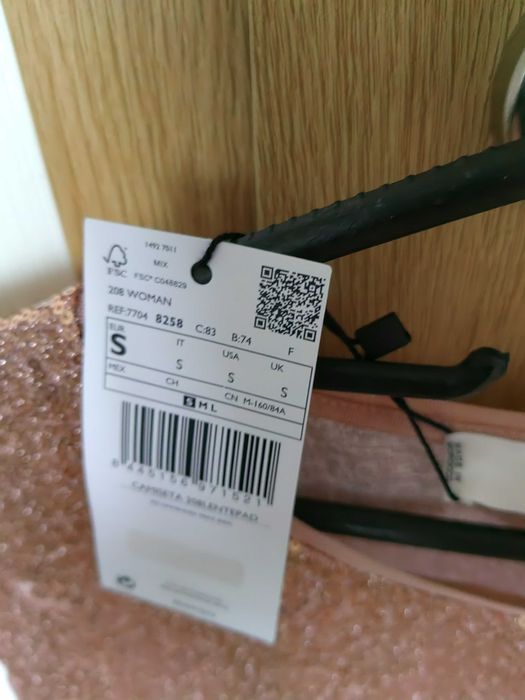 1492 7511
MIX
FSC
FSC® C048829
208 WOMAN
REF:7704 8258 C:83 B:74 F
EUR IT USA UK
S S S S
MEX CH CN M-160/84A
S M L
8 445156 971521
CAMISETA 208LENTEPAD